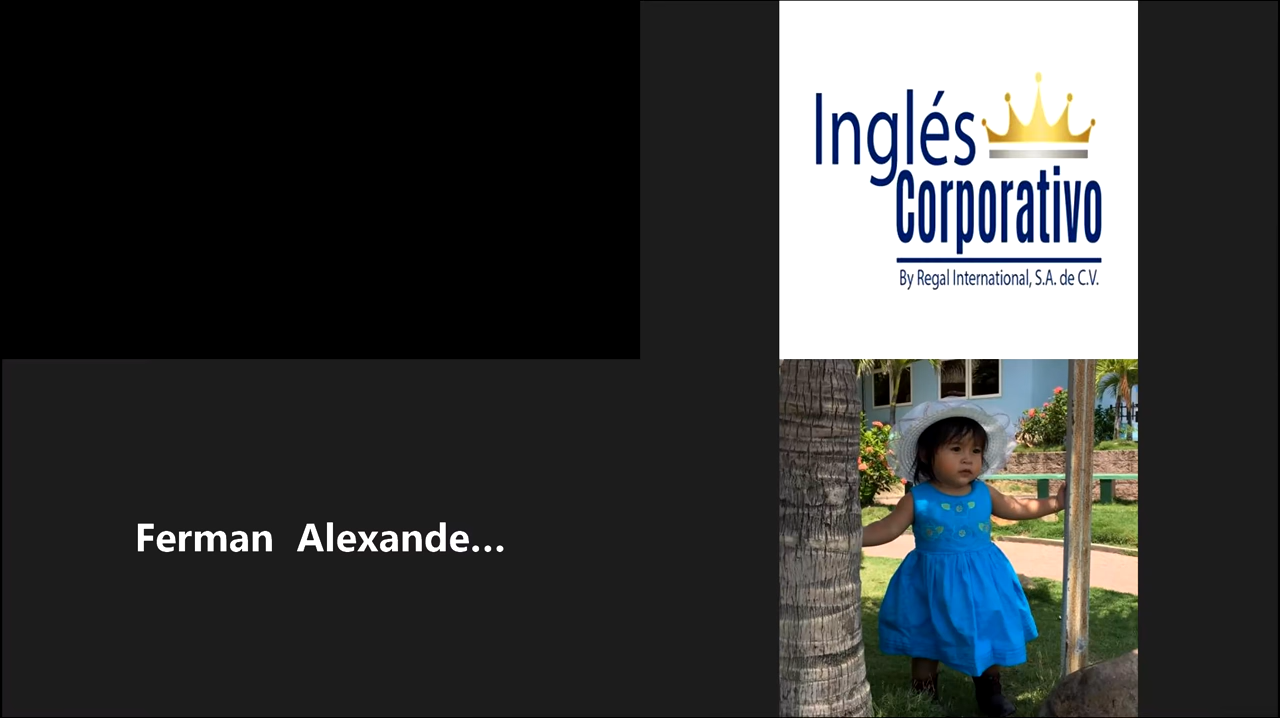 Inglés
Corporativo
By Regal International, S.A. de C.V.
Ferman Alexande...